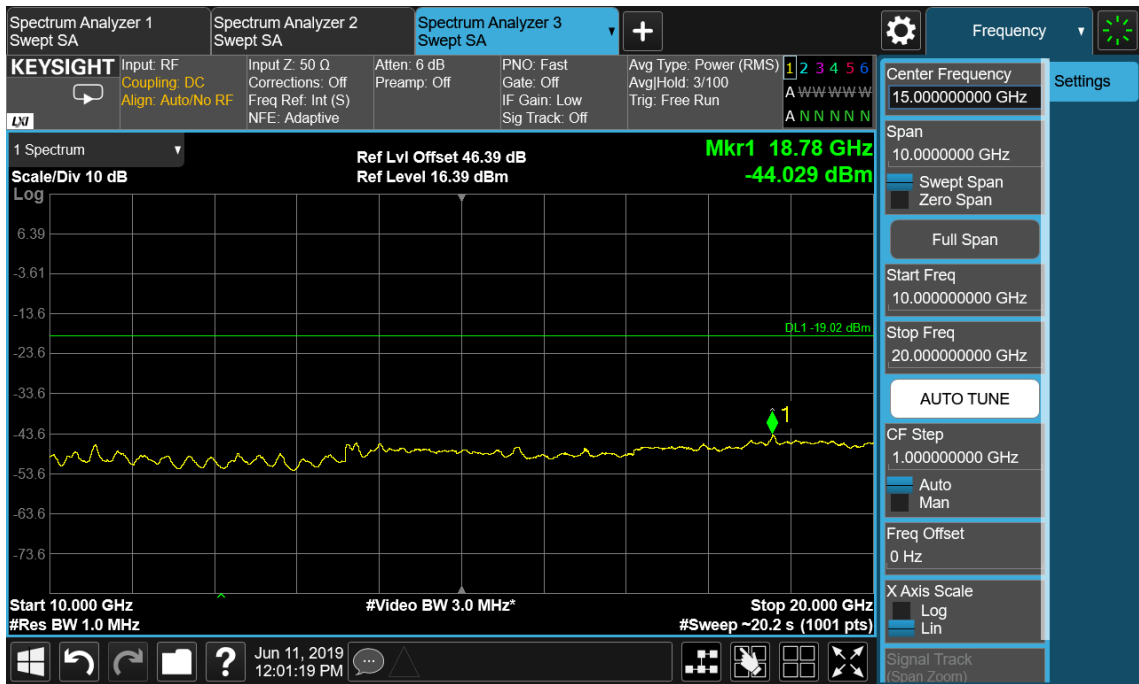 Spectrum Analyzer 1
Swept SA
Spectrum Analyzer 2
Swept SA
Spectrum Analyzer 3
Swept SA
Frequency
KEYSIGHT
LXI
Input: RF
Coupling: DC
Align: Auto/No RF
Input Z: 50 Ω
Corrections: Off
Freq Ref: Int (S)
NFE: Adaptive
Atten: 6 dB
Preamp: Off
PNO: Fast
Gate: Off
IF Gain: Low
Sig Track: Off
Avg Type: Power (RMS)
Avg|Hold: 3/100
Trig: Free Run
1 2 3 4 5 6
A W W W W W
A N N N N N
1 Spectrum
Scale/Div 10 dB
Ref Lvl Offset 46.39 dB
Ref Level 16.39 dBm
Mkr1 18.78 GHz
-44.029 dBm
Log
6.39
-3.61
-13.6
-23.6
-33.6
-43.6
-53.6
-63.6
-73.6
DL1 -19.02 dBm
1
Start 10.000 GHz
#Res BW 1.0 MHz
#Video BW 3.0 MHz*
Stop 20.000 GHz
#Sweep ~20.2 s (1001 pts)
Center Frequency
15.000000000 GHz
Span
10.0000000 GHz
Swept Span
Zero Span
Full Span
Start Freq
10.000000000 GHz
Stop Freq
20.000000000 GHz
AUTO TUNE
CF Step
1.000000000 GHz
Auto
Man
Freq Offset
0 Hz
X Axis Scale
Log
Lin
Signal Track
(Span Zoom)
Settings
?
Jun 11, 2019
12:01:19 PM